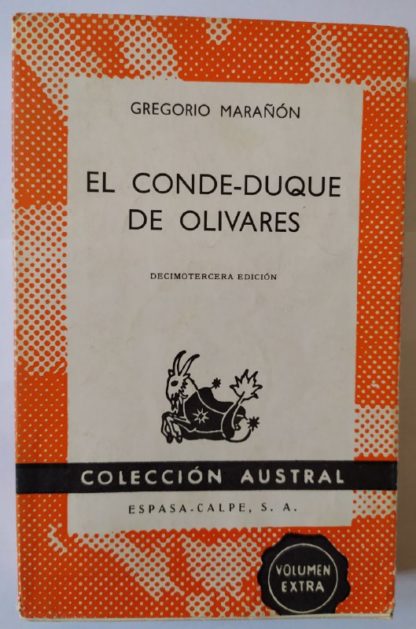 GREGORIO MARAÑÓN
EL CONDE-DUQUE
DE OLIVARES
DECIMOTERCERA EDICIÓN
COLECCIÓN AUSTRAL
ESPASA-CALPE, S. A.
VOLUMEN
EXTRA